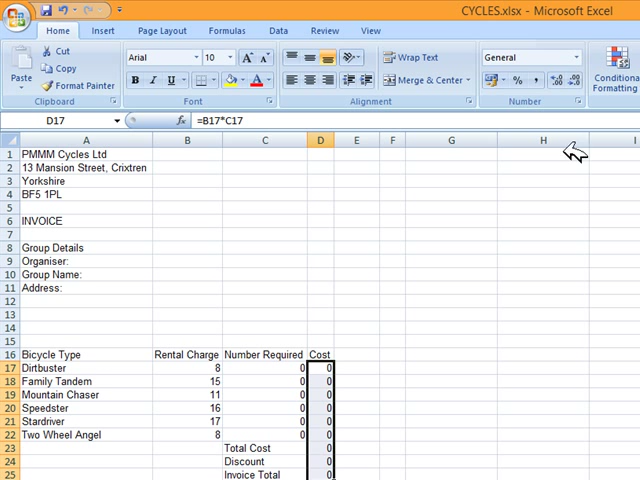 CYCLES.xlsx - Microsoft Excel
Home Insert Page Layout Formulas Data Review View
Paste Cut Copy Format Painter
Arial 10 A A
B I U A
Wrap Text
Merge & Center
Currency
% , .0 .00 .00 .0
Conditional Formatting
Clipboard Font Alignment Number
D17 fx =B17*C17
A B C D E F G H I
1 PMMM Cycles Ltd
2 13 Mansion Street, Crixtren
3 Yorkshire
4 BF5 1PL
5
6 INVOICE
7
8 Group Details
9 Organiser:
10 Group Name:
11 Address:
12
13
14
15
16 Bicycle Type Rental Charge Number Required Cost
17 Dirtbuster 8 0 0
18 Family Tandem 15 0 0
19 Mountain Chaser 11 0 0
20 Speedster 16 0 0
21 Stardriver 17 0 0
22 Two Wheel Angel 8 0 0
23 Total Cost 0
24 Discount 0
25 Invoice Total 0